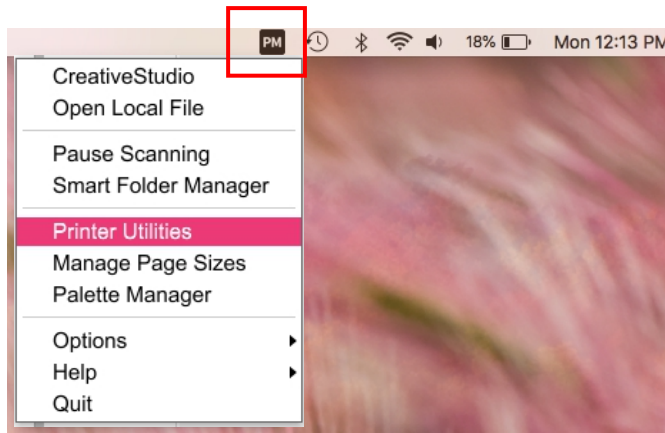 PM 18% Mon 12:13 PM
CreativeStudio
Open Local File
Pause Scanning
Smart Folder Manager
Printer Utilities
Manage Page Sizes
Palette Manager
Options
Help
Quit